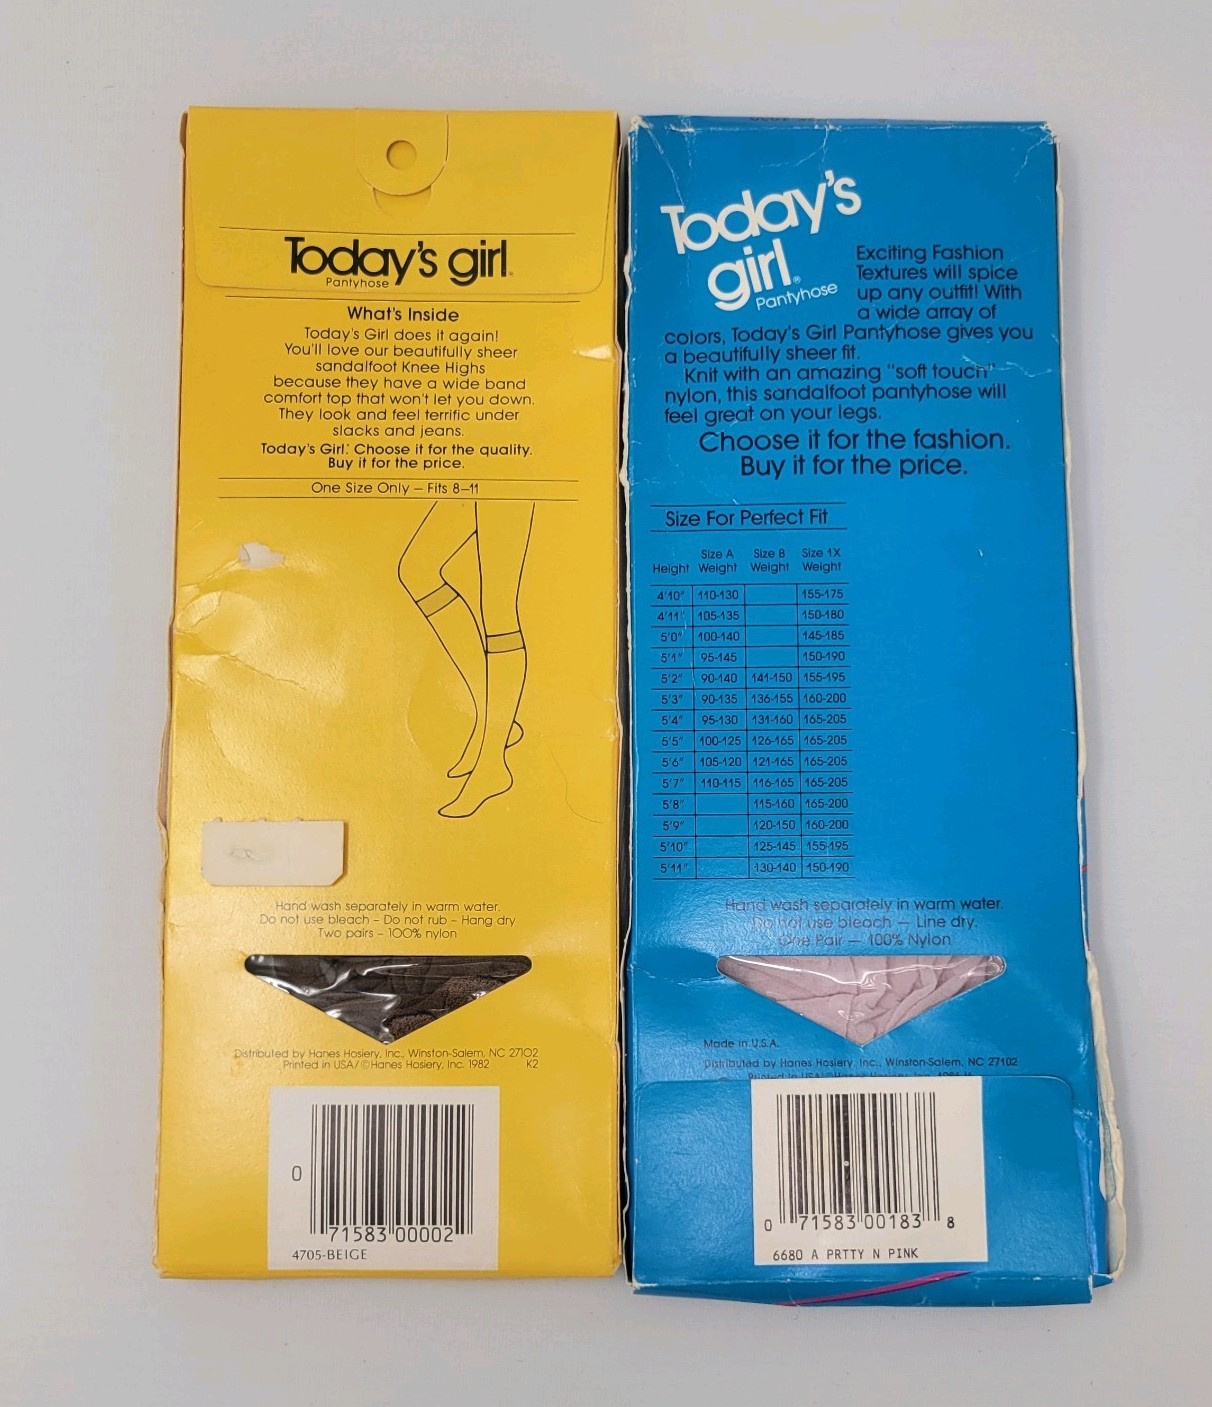 Today's girl.
Pantyhose
What's Inside
Today's Girl does it again!
You'll love our beautifully sheer
sandalfoot Knee Highs
because they have a wide band
comfort top that won't let you down.
They look and feel terrific under
slacks and jeans.
Today's Girl. Choose it for the quality.
Buy it for the price.
One Size Only – Fits 8–11
Hand wash separately in warm water.
Do not use bleach – Do not rub – Hang dry
Two pairs – 100% nylon
Distributed by Hanes Hosiery, Inc., Winston-Salem, NC 27102
Printed in USA/©Hanes Hosiery, Inc. 1982 K2
0 71583 00002
4705-BEIGE
Today's
girl®
Pantyhose
Exciting Fashion
Textures will spice
up any outfit! With
a wide array of
colors, Today's Girl Pantyhose gives you
a beautifully sheer fit.
Knit with an amazing "soft touch"
nylon, this sandalfoot pantyhose will
feel great on your legs.
Choose it for the fashion.
Buy it for the price.
Size For Perfect Fit
Size A Size B Size 1X
Height Weight Weight Weight
4'10" 110-130 155-175
4'11" 105-135 150-180
5'0" 100-140 145-185
5'1" 95-145 150-190
5'2" 90-140 141-150 155-195
5'3" 90-135 136-155 160-200
5'4" 95-130 131-160 165-205
5'5" 100-125 126-165 165-205
5'6" 105-120 121-165 165-205
5'7" 110-115 116-165 165-205
5'8" 115-160 165-200
5'9" 120-150 160-200
5'10" 125-145 155-195
5'11" 130-140 150-190
Hand wash separately in warm water.
Do not use bleach — Line dry.
One Pair — 100% Nylon
Made in U.S.A.
Distributed by Hanes Hosiery, Inc., Winston-Salem, NC 27102
0 71583 00183 8
6680 A PRTTY N PINK